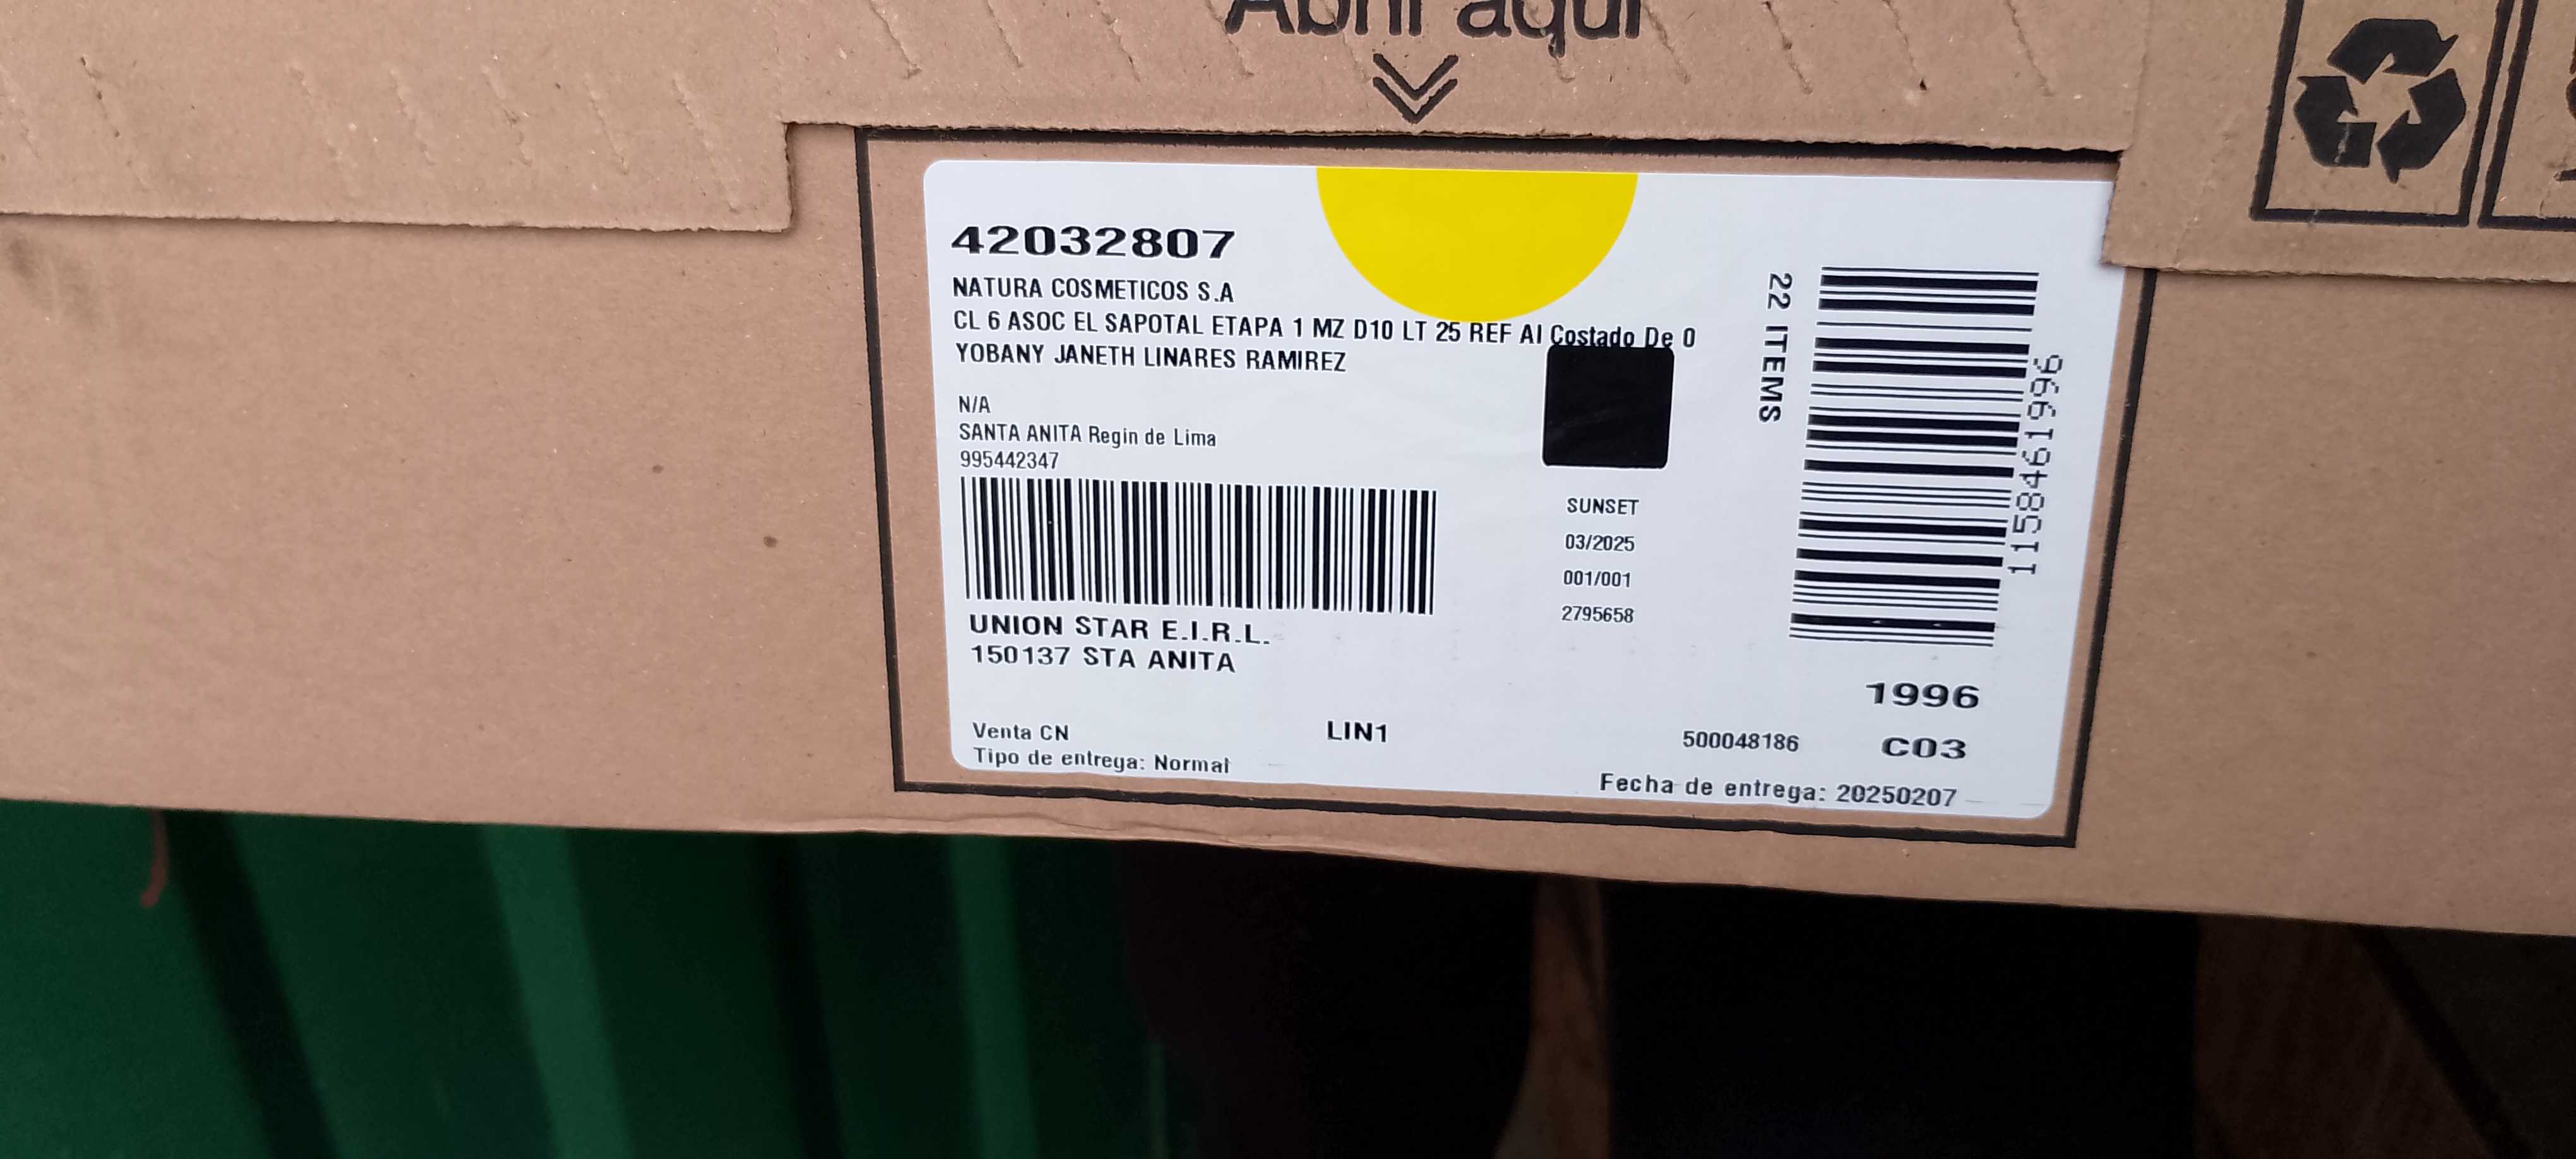 Abrí aquí
42032807
NATURA COSMETICOS S.A
CL 6 ASOC EL SAPOTAL ETAPA 1 MZ D10 LT 25 REF Al Costado De 0
YOBANY JANETH LINARES RAMIREZ
N/A
SANTA ANITA Regin de Lima
995442347
UNION STAR E.I.R.L.
150137 STA ANITA
SUNSET
03/2025
001/001
2795658
22 ITEMS
1158461996
1996
Venta CN
LIN1
500048186
C03
Tipo de entrega: Normal
Fecha de entrega: 20250207